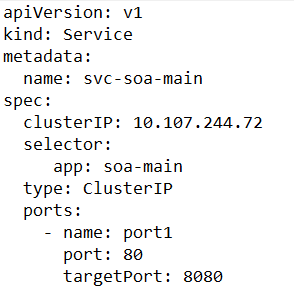 apiVersion: v1
kind: Service
metadata:
  name: svc-soa-main
spec:
  clusterIP: 10.107.244.72
  selector:
      app: soa-main
  type: ClusterIP
  ports:
    - name: port1
      port: 80
      targetPort: 8080